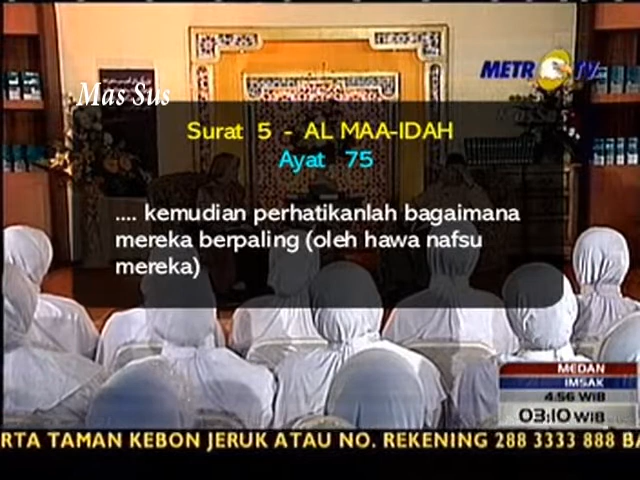 METRO TV
Mas Sus
Surat 5 - AL MAA-IDAH
Ayat 75
.... kemudian perhatikanlah bagaimana
mereka berpaling (oleh hawa nafsu
mereka)
MEDAN
IMSAK
4:56 WIB
03:10 WIB
ARTA TAMAN KEBON JERUK ATAU NO. REKENING 288 3333 888 BA